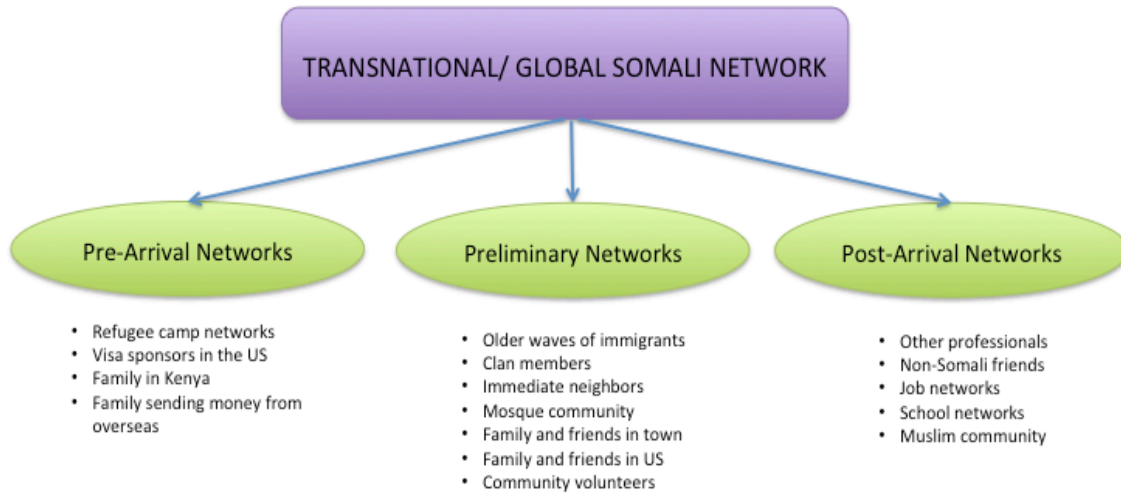 TRANSNATIONAL/ GLOBAL SOMALI NETWORK
Pre-Arrival Networks
Preliminary Networks
Post-Arrival Networks
• Refugee camp networks
• Visa sponsors in the US
• Family in Kenya
• Family sending money from
overseas
• Older waves of immigrants
• Clan members
• Immediate neighbors
• Mosque community
• Family and friends in town
• Family and friends in US
• Community volunteers
• Other professionals
• Non-Somali friends
• Job networks
• School networks
• Muslim community